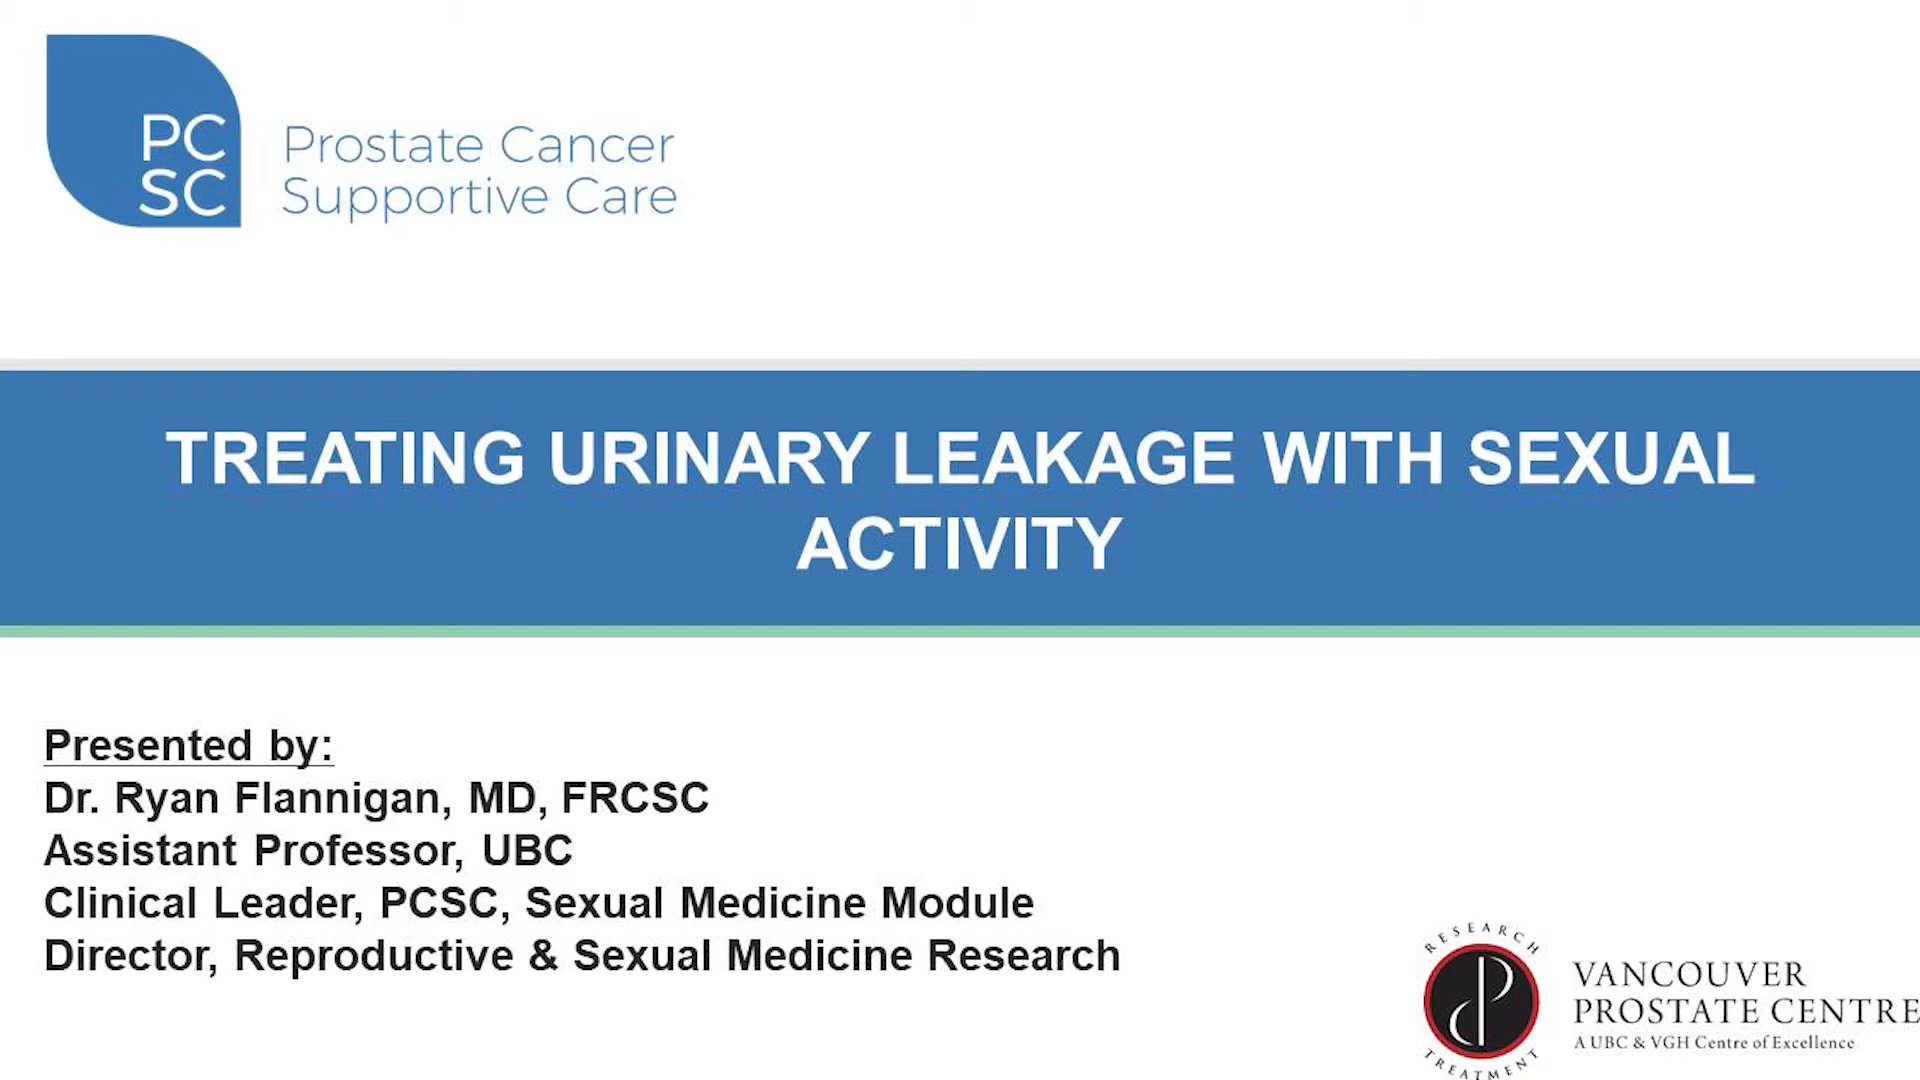 PC
SC
Prostate Cancer
Supportive Care
TREATING URINARY LEAKAGE WITH SEXUAL
ACTIVITY
Presented by:
Dr. Ryan Flannigan, MD, FRCSC
Assistant Professor, UBC
Clinical Leader, PCSC, Sexual Medicine Module
Director, Reproductive & Sexual Medicine Research
RESEARCH
TREATMENT
VANCOUVER
PROSTATE CENTRE
A UBC & VGH Centre of Excellence